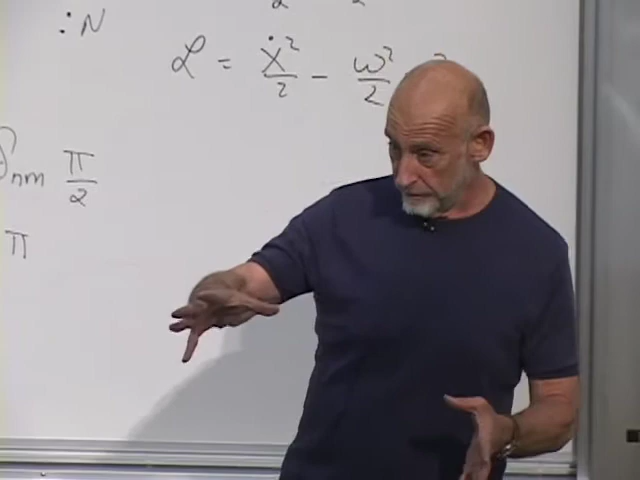 : N
ℒ = ẋ²/2 − ω²/2
δnm π/2
π